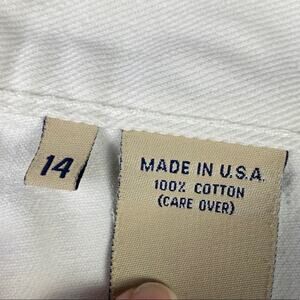 14
MADE IN U.S.A.
100% COTTON
(CARE OVER)